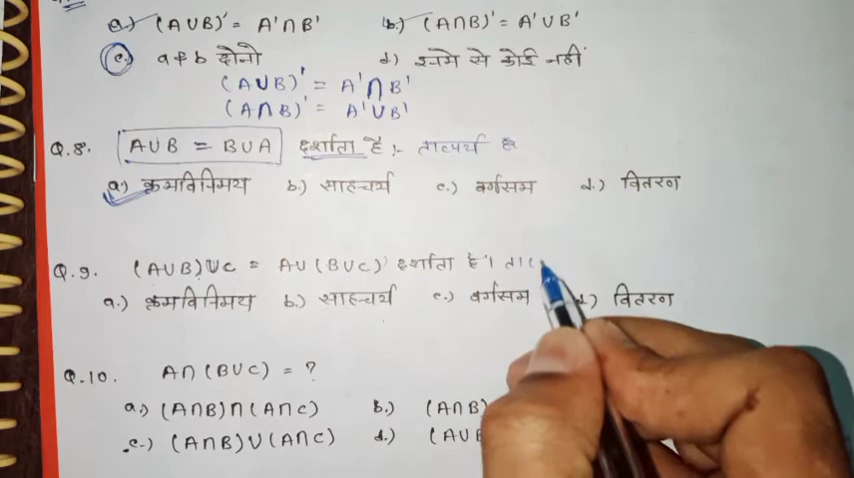 a.) (A∪B)' = A'∩B' b.) (A∩B)' = A'∪B'
c.) a & b दोनो d.) इनमे से कोई नहीं
(A∪B)' = A'∩B'
(A∩B)' = A'∪B'
Q.8. A∪B = B∪A दर्शाता है :- तात्पर्य है
a.) क्रमविनिमय b.) साहचर्य c.) वर्गसम d.) वितरण
Q.9. (A∪B)∪C = A∪(B∪C) दर्शाता है।
a.) क्रमविनिमय b.) साहचर्य c.) वर्गसम d.) वितरण
Q.10. A∩(B∪C) = ?
a.) (A∩B)∩(A∩C) b.) (A∩B)
c.) (A∩B)∪(A∩C) d.) (A∪B